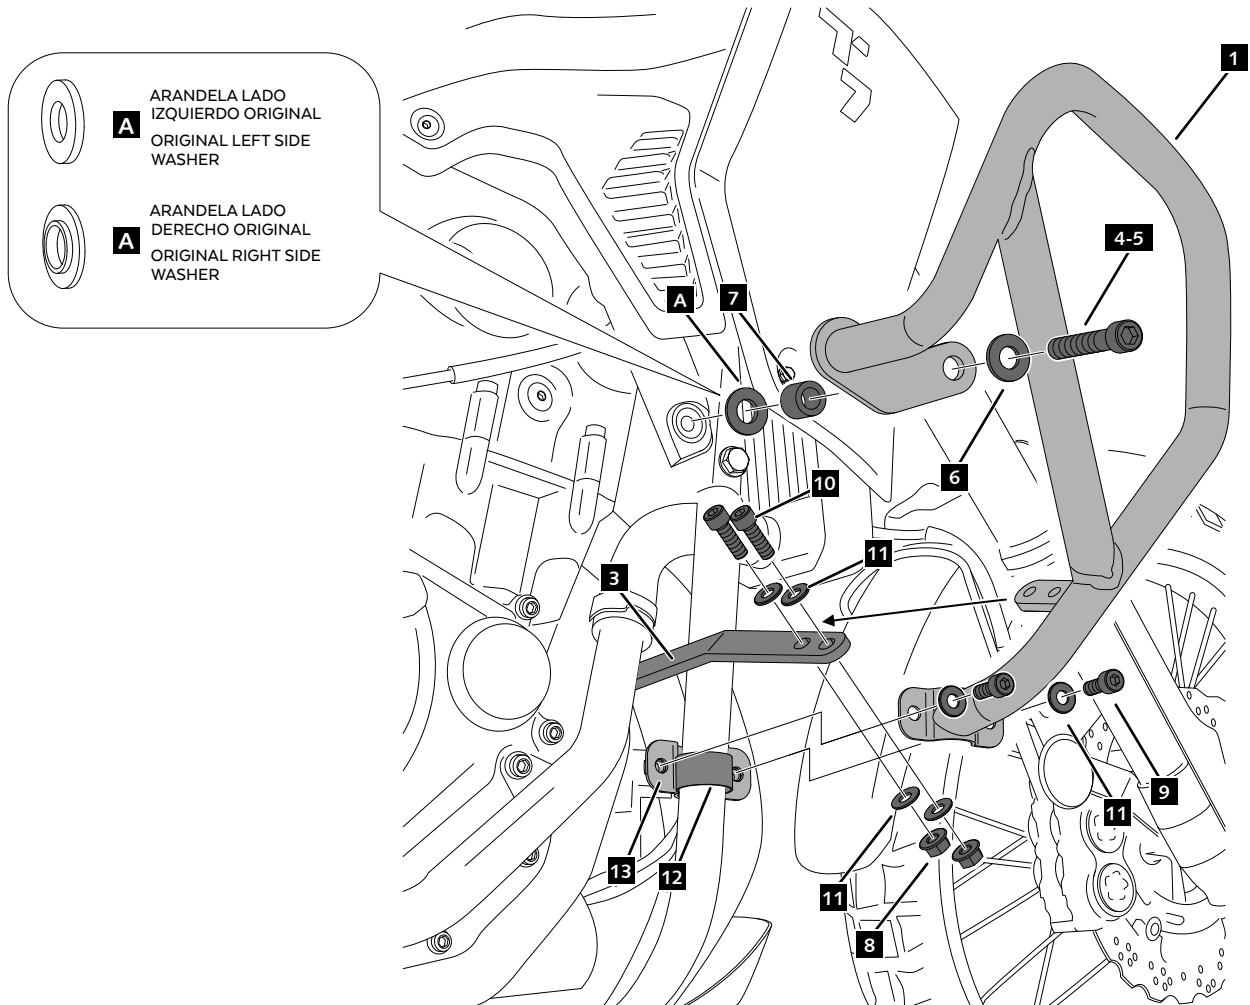 A
ARANDELA LADO
IZQUIERDO ORIGINAL
ORIGINAL LEFT SIDE
WASHER
A
ARANDELA LADO
DERECHO ORIGINAL
ORIGINAL RIGHT SIDE
WASHER
1
4-5
A
7
6
10
11
3
9
11
13
12
11
8